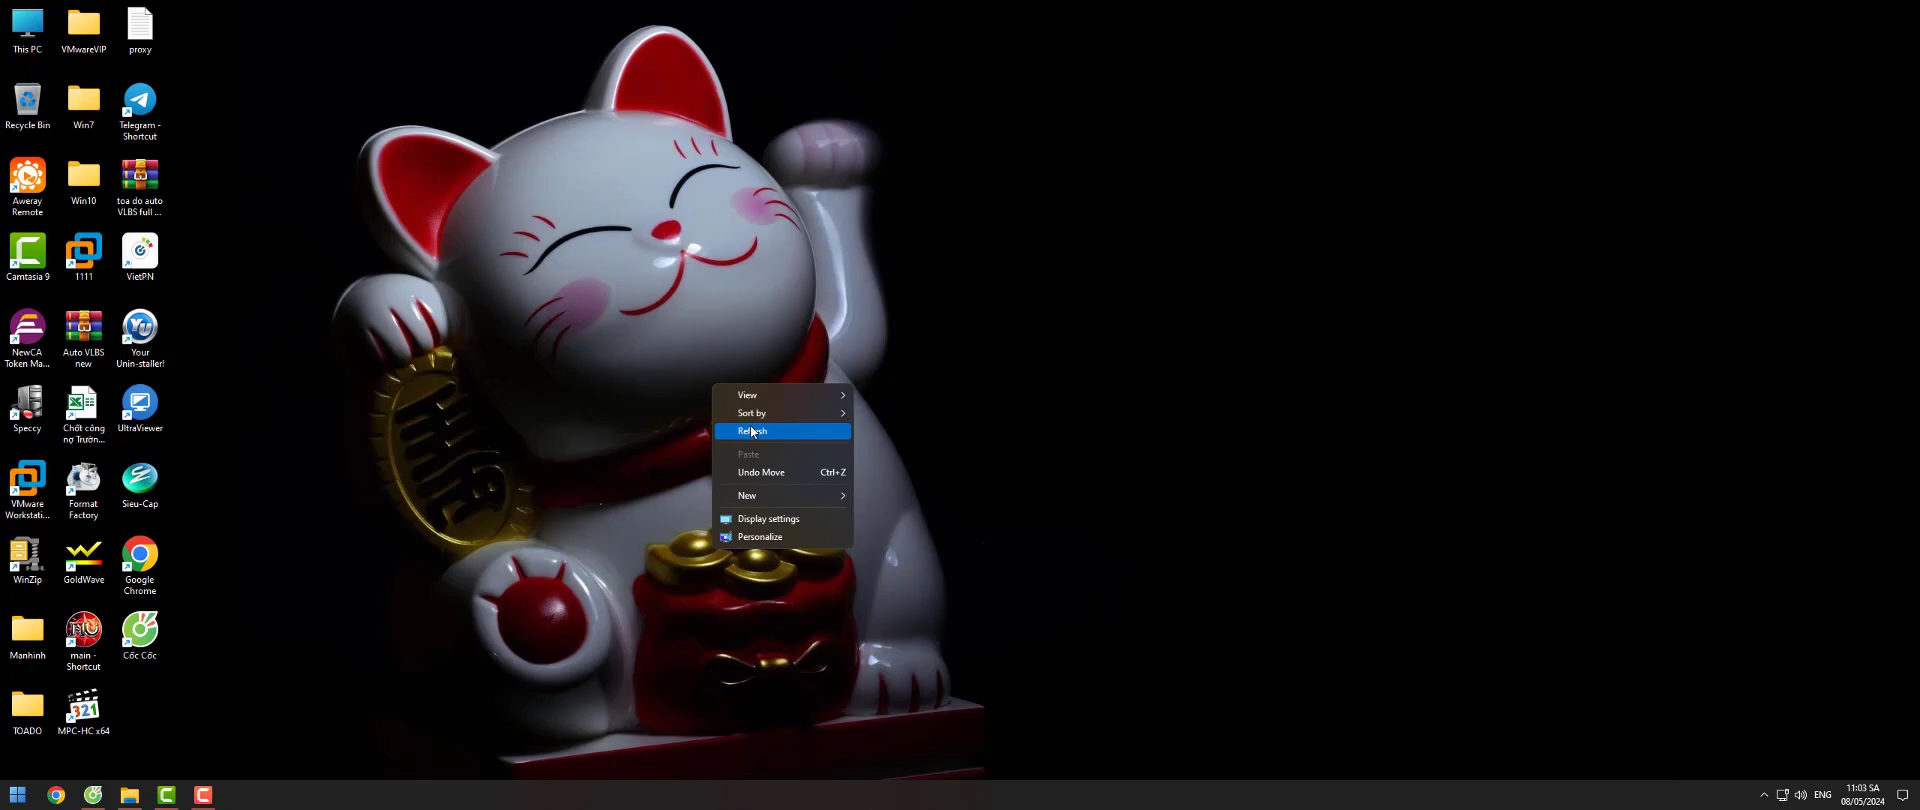 This PC
VMwareVIP
proxy
Recycle Bin
Win7
Telegram -
Shortcut
Aweray
Remote
Win10
toa do auto
VLBS full ...
Camtasia 9
1111
VietPN
NewCA
Token Ma...
Auto VLBS
new
Your
Unin-staller!
Speccy
Chốt công
nợ Trườn...
UltraViewer
VMware
Workstati...
Format
Factory
Sieu-Cap
WinZip
GoldWave
Google
Chrome
Manhinh
main -
Shortcut
Cốc Cốc
TOADO
321
MPC-HC x64
View
Sort by
Refresh
Paste
Undo Move Ctrl+Z
New
Display settings
Personalize
ENG
11:03 SA
08/05/2024